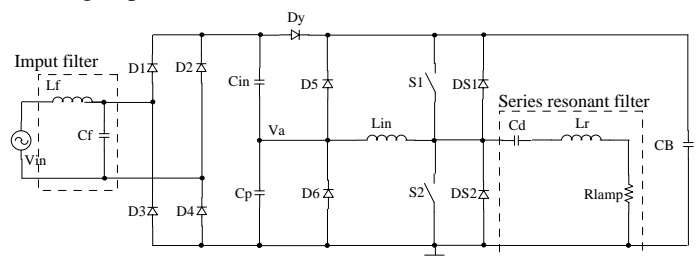 Dy
Imput filter
D1
D2
Cin
D5
S1
DS1
Lf
Series resonant filter
Cf
Va
Lin
Cd
Lr
CB
Vin
Cp
D6
S2
DS2
Rlamp
D3
D4